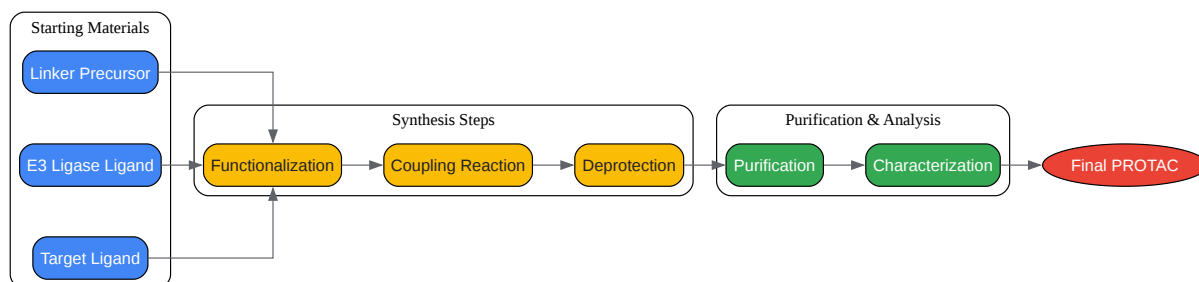 Starting Materials
Linker Precursor
E3 Ligase Ligand
Target Ligand
Synthesis Steps
Functionalization
Coupling Reaction
Deprotection
Purification & Analysis
Purification
Characterization
Final PROTAC